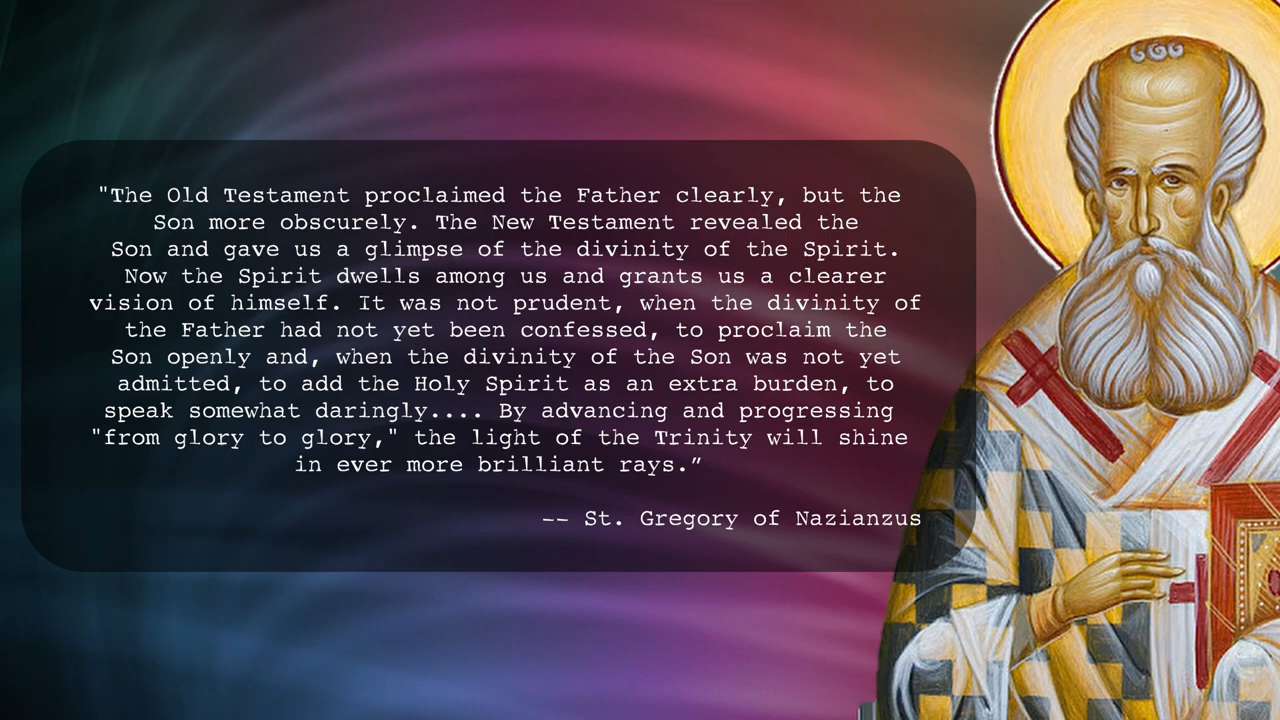 "The Old Testament proclaimed the Father clearly, but the
Son more obscurely. The New Testament revealed the
Son and gave us a glimpse of the divinity of the Spirit.
Now the Spirit dwells among us and grants us a clearer
vision of himself. It was not prudent, when the divinity of
the Father had not yet been confessed, to proclaim the
Son openly and, when the divinity of the Son was not yet
admitted, to add the Holy Spirit as an extra burden, to
speak somewhat daringly.... By advancing and progressing
"from glory to glory," the light of the Trinity will shine
in ever more brilliant rays.”
-- St. Gregory of Nazianzus